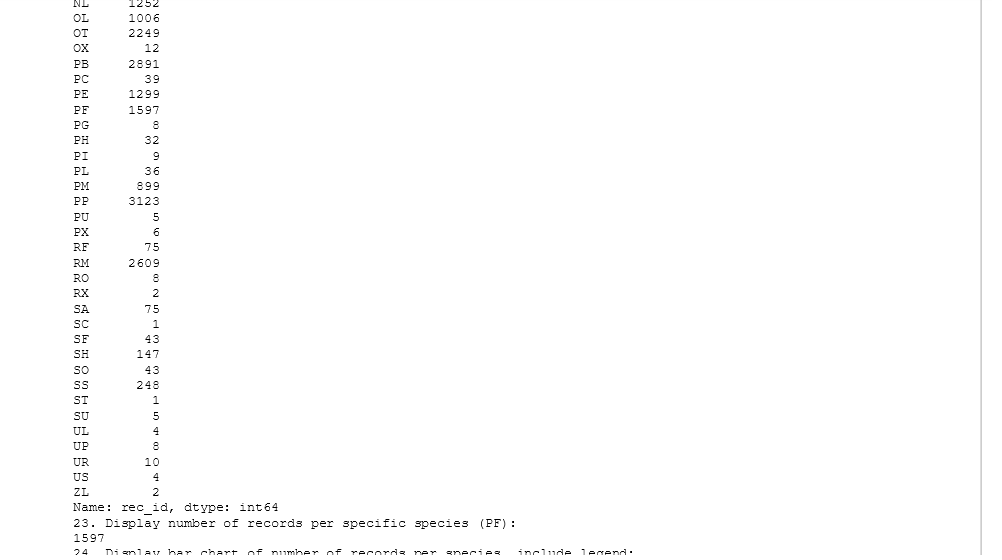 NL     1252
OL     1006
OT     2249
OX       12
PB     2891
PC       39
PE     1299
PF     1597
PG        8
PH       32
PI        9
PL       36
PM      899
PP     3123
PU        5
PX        6
RF       75
RM     2609
RO        8
RX        2
SA       75
SC        1
SF       43
SH      147
SO       43
SS      248
ST        1
SU        5
UL        4
UP        8
UR       10
US        4
ZL        2
Name: rec_id, dtype: int64
23. Display number of records per specific species (PF):
1597
24. Display bar chart of number of records per species, include legend: